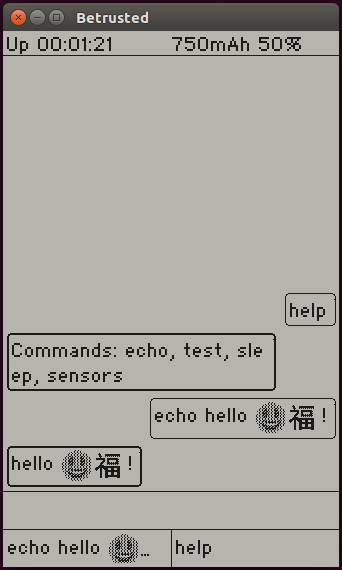 Betrusted
Up 00:01:21 750mAh 50%
help
Commands: echo, test, sle
ep, sensors
echo hello 😊福!
hello 😊福!
echo hello 😊… help